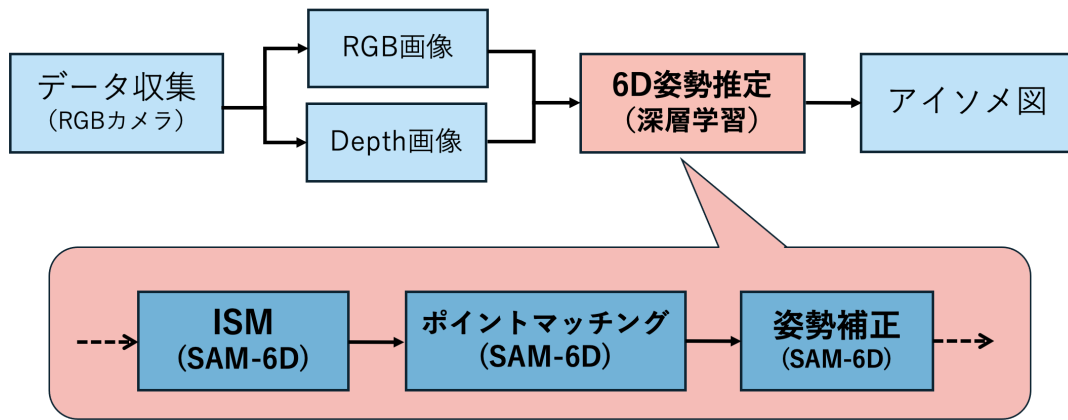 データ収集
(RGBカメラ)
RGB画像
Depth画像
6D姿勢推定
(深層学習)
アイソメ図
ISM
(SAM-6D)
ポイントマッチング
(SAM-6D)
姿勢補正
(SAM-6D)